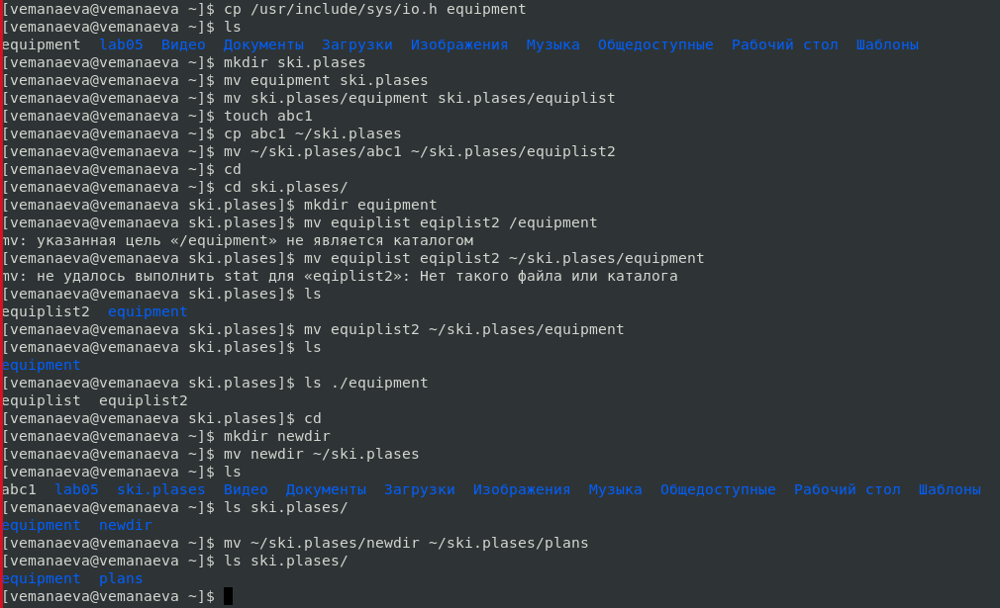 [vemanaeva@vemanaeva ~]$ cp /usr/include/sys/io.h equipment
[vemanaeva@vemanaeva ~]$ ls
equipment  lab05  Видео  Документы  Загрузки  Изображения  Музыка  Общедоступные  Рабочий стол  Шаблоны
[vemanaeva@vemanaeva ~]$ mkdir ski.plases
[vemanaeva@vemanaeva ~]$ mv equipment ski.plases
[vemanaeva@vemanaeva ~]$ mv ski.plases/equipment ski.plases/equiplist
[vemanaeva@vemanaeva ~]$ touch abc1
[vemanaeva@vemanaeva ~]$ cp abc1 ~/ski.plases
[vemanaeva@vemanaeva ~]$ mv ~/ski.plases/abc1 ~/ski.plases/equiplist2
[vemanaeva@vemanaeva ~]$ cd
[vemanaeva@vemanaeva ~]$ cd ski.plases/
[vemanaeva@vemanaeva ski.plases]$ mkdir equipment
[vemanaeva@vemanaeva ski.plases]$ mv equiplist eqiplist2 /equipment
mv: указанная цель «/equipment» не является каталогом
[vemanaeva@vemanaeva ski.plases]$ mv equiplist eqiplist2 ~/ski.plases/equipment
mv: не удалось выполнить stat для «eqiplist2»: Нет такого файла или каталога
[vemanaeva@vemanaeva ski.plases]$ ls
equiplist2  equipment
[vemanaeva@vemanaeva ski.plases]$ mv equiplist2 ~/ski.plases/equipment
[vemanaeva@vemanaeva ski.plases]$ ls
equipment
[vemanaeva@vemanaeva ski.plases]$ ls ./equipment
equiplist  equiplist2
[vemanaeva@vemanaeva ski.plases]$ cd
[vemanaeva@vemanaeva ~]$ mkdir newdir
[vemanaeva@vemanaeva ~]$ mv newdir ~/ski.plases
[vemanaeva@vemanaeva ~]$ ls
abc1  lab05  ski.plases  Видео  Документы  Загрузки  Изображения  Музыка  Общедоступные  Рабочий стол  Шаблоны
[vemanaeva@vemanaeva ~]$ ls ski.plases/
equipment  newdir
[vemanaeva@vemanaeva ~]$ mv ~/ski.plases/newdir ~/ski.plases/plans
[vemanaeva@vemanaeva ~]$ ls ski.plases/
equipment  plans
[vemanaeva@vemanaeva ~]$